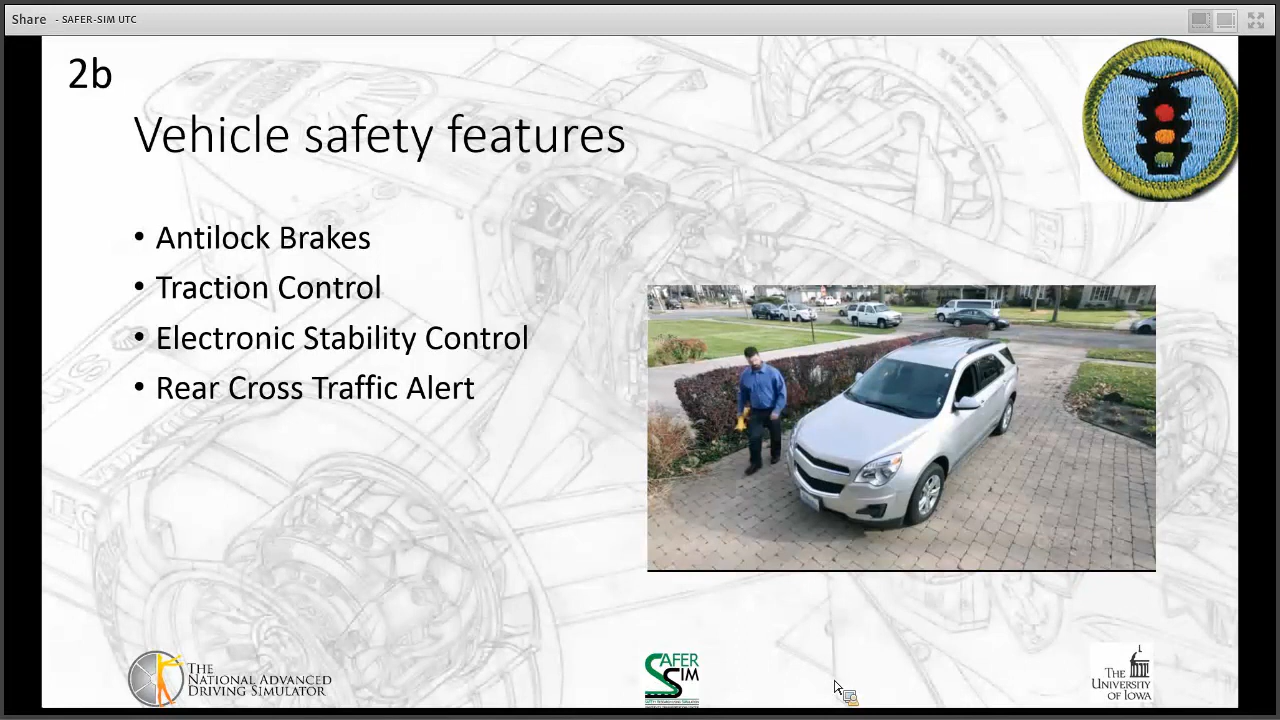 Share - SAFER-SIM UTC
2b
Vehicle safety features
• Antilock Brakes
• Traction Control
• Electronic Stability Control
• Rear Cross Traffic Alert
THE
NATIONAL ADVANCED
DRIVING SIMULATOR
SAFER
SIM
THE
UNIVERSITY
OF IOWA